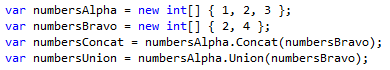 var numbersAlpha = new int[] { 1, 2, 3 };
var numbersBravo = new int[] { 2, 4 };
var numbersConcat = numbersAlpha.Concat(numbersBravo);
var numbersUnion = numbersAlpha.Union(numbersBravo);